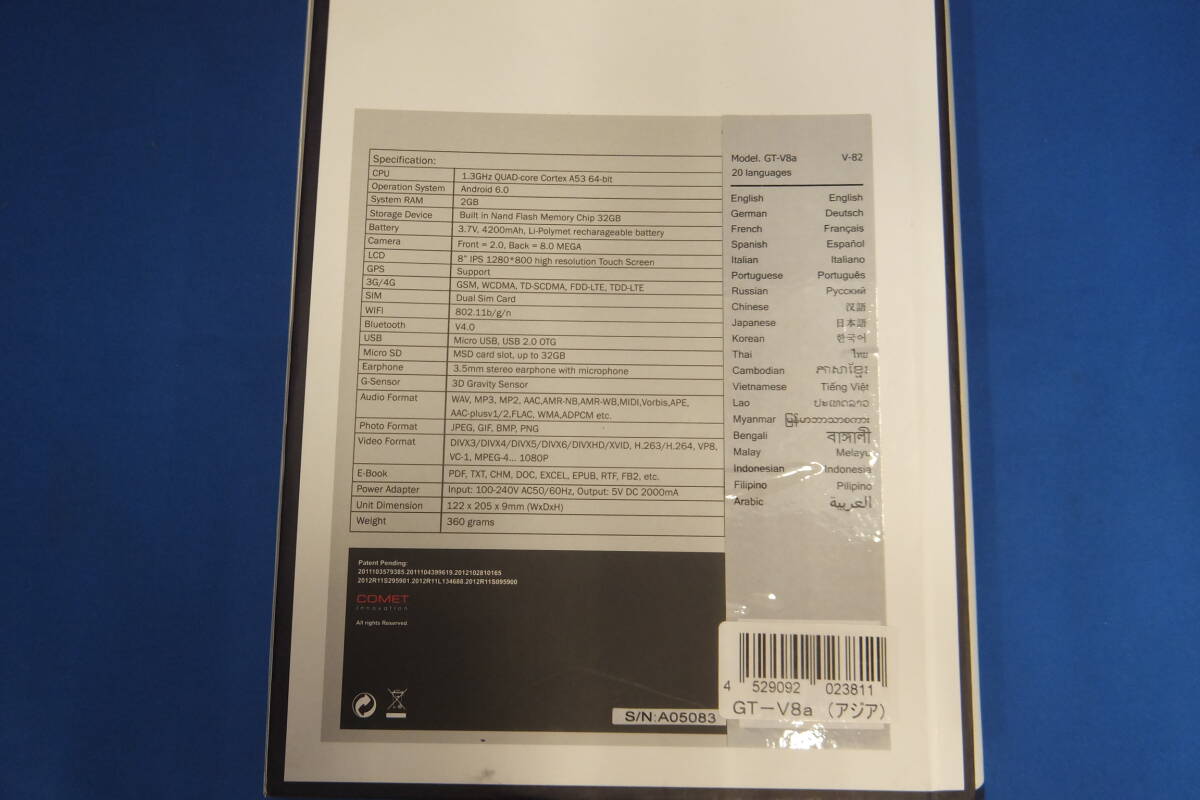 Specification:
CPU 1.3GHz QUAD-core Cortex A53 64-bit
Operation System Android 6.0
System RAM 2GB
Storage Device Built in Nand Flash Memory Chip 32GB
Battery 3.7V, 4200mAh, Li-Polymet recharageable battery
Camera Front = 2.0, Back = 8.0 MEGA
LCD 8" IPS 1280*800 high resolution Touch Screen
GPS Support
3G/4G GSM, WCDMA, TD-SCDMA, FDD-LTE, TDD-LTE
SIM Dual Sim Card
WIFI 802.11b/g/n
Bluetooth V4.0
USB Micro USB, USB 2.0 OTG
Micro SD MSD card slot, up to 32GB
Earphone 3.5mm stereo earphone with microphone
G-Sensor 3D Gravity Sensor
Audio Format WAV, MP3, MP2, AAC,AMR-NB,AMR-WB,MIDI,Vorbis,APE,
AAC-plusv1/2,FLAC, WMA,ADPCM etc.
Photo Format JPEG, GIF, BMP, PNG
Video Format DIVX3/DIVX4/DIVX5/DIVX6/DIVXHD/XVID, H.263/H.264, VP8,
VC-1, MPEG-4... 1080P
E-Book PDF, TXT, CHM, DOC, EXCEL, EPUB, RTF, FB2, etc.
Power Adapter Input: 100-240V AC50/60Hz, Output: 5V DC 2000mA
Unit Dimension 122 x 205 x 9mm (WxDxH)
Weight 360 grams
Patent Pending:
2011103579385.2011104399619.2012102810165
2012R11S295901.2012R11L134688.2012R11S095900
COMET
innovation
All rights Reserved
S/N:A05083
Model. GT-V8a V-82
20 languages
English English
German Deutsch
French Français
Spanish Español
Italian Italiano
Portuguese Português
Russian Русский
Chinese 汉語
Japanese 日本語
Korean 한국어
Thai ไทย
Cambodian ភាសាខ្មែរ
Vietnamese Tiếng Việt
Lao ປະເທດລາວ
Myanmar မြန်မာဘာသာစကား
Bengali বাঙ্গালী
Malay Melayu
Indonesian Indonesia
Filipino Pilipino
Arabic العربية
4 529092 023811
GT-V8a (アジア)